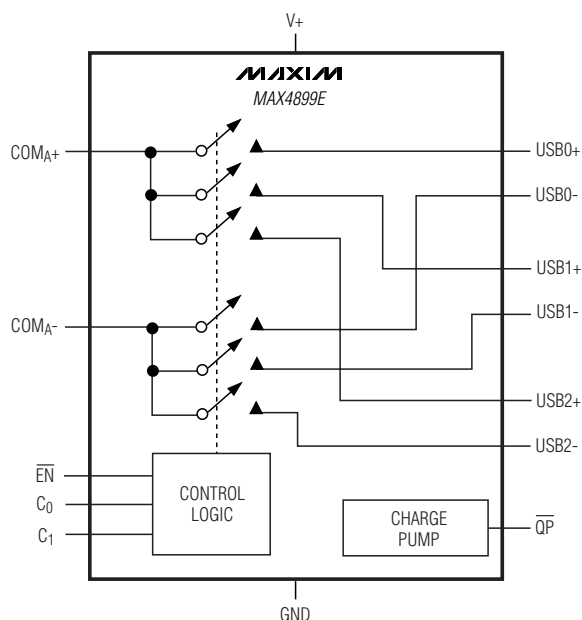 V+
MAXIM
MAX4899E
COMA+
USB0+
USB0-
USB1+
COMA-
USB1-
USB2+
USB2-
EN
C0
C1
CONTROL
LOGIC
CHARGE
PUMP
QP
GND